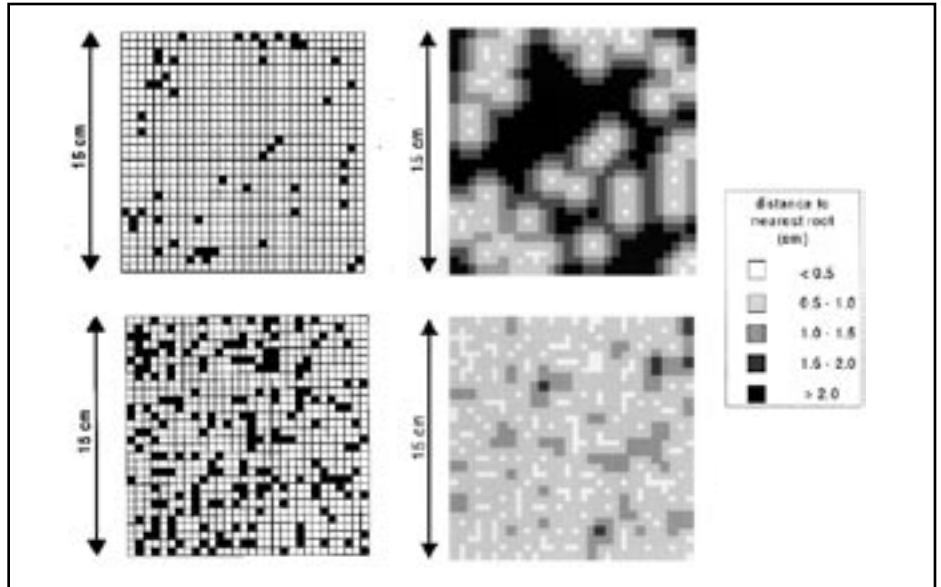 15 cm
15 cm
distance to
nearest root
(cm)
< 0.5
0.5 - 1.0
1.0 - 1.5
1.5 - 2.0
> 2.0
15 cm
15 cm